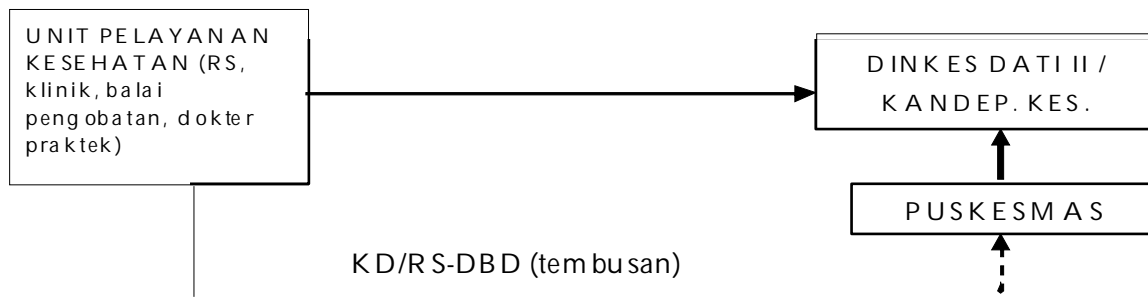 UNIT PELAYANAN
KESEHATAN (RS,
klinik, balai
pengobatan, dokter
praktek)
DINKES DATI II /
KANDEP. KES.
PUSKESMAS
KD/RS-DBD (tembusan)